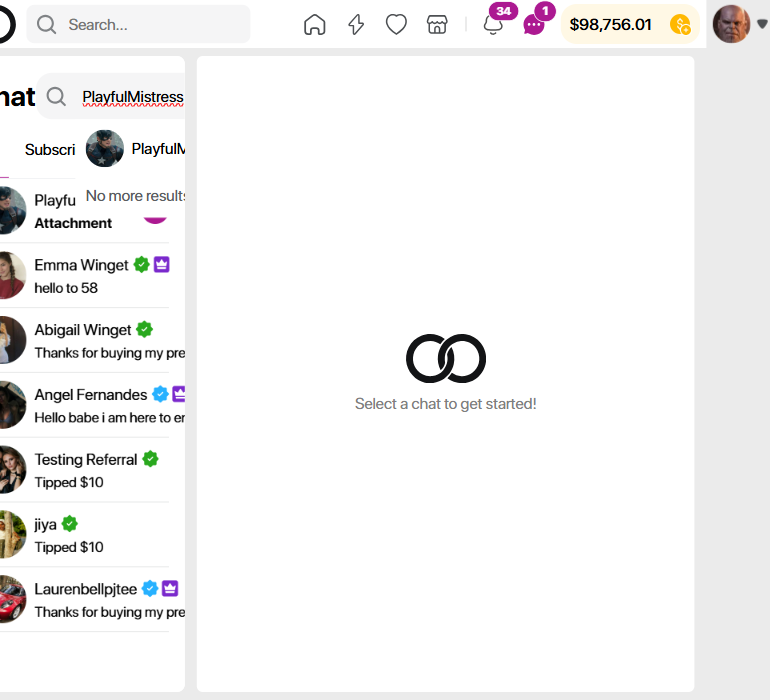 Search...
34
1
$98,756.01
hat
PlayfulMistress
Subscri
PlayfulM
Playfu
No more results
Attachment
Emma Winget
hello to 58
Abigail Winget
Thanks for buying my pre
Angel Fernandes
Hello babe i am here to er
Testing Referral
Tipped $10
jiya
Tipped $10
Laurenbellpjtee
Thanks for buying my pre
Select a chat to get started!